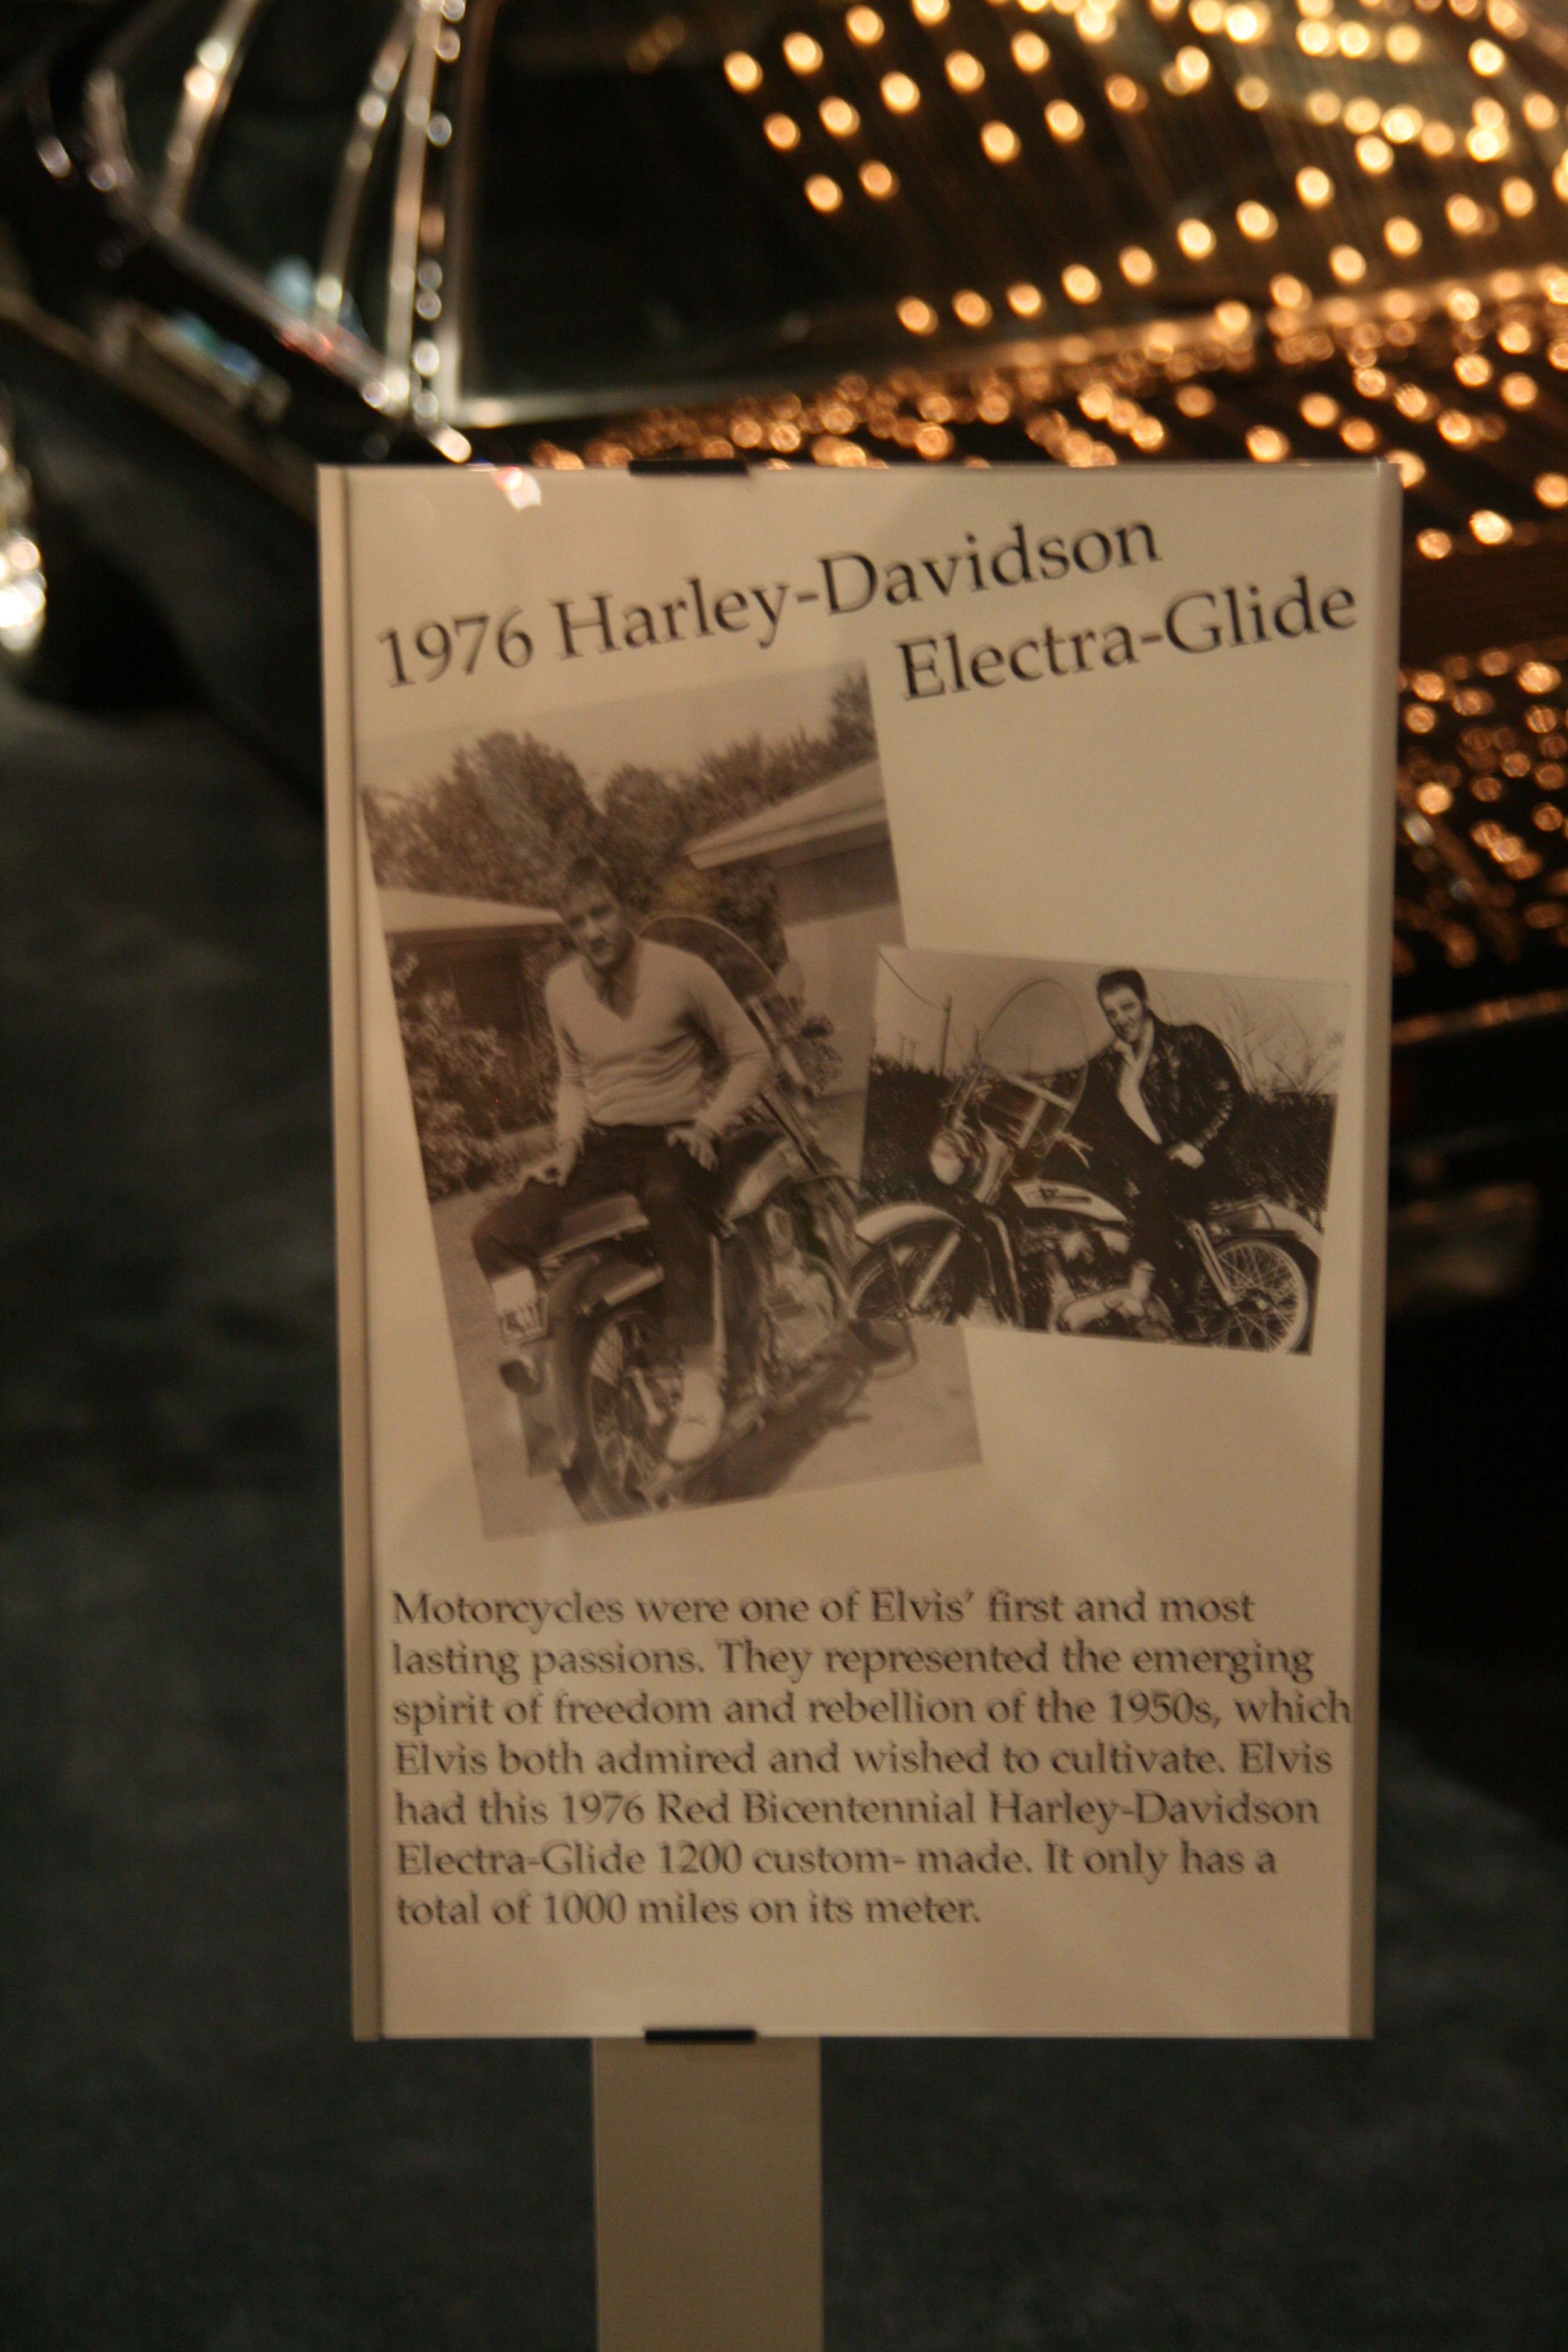 1976 Harley-Davidson
Electra-Glide
Motorcycles were one of Elvis' first and most
lasting passions. They represented the emerging
spirit of freedom and rebellion of the 1950s, which
Elvis both admired and wished to cultivate. Elvis
had this 1976 Red Bicentennial Harley-Davidson
Electra-Glide 1200 custom- made. It only has a
total of 1000 miles on its meter.